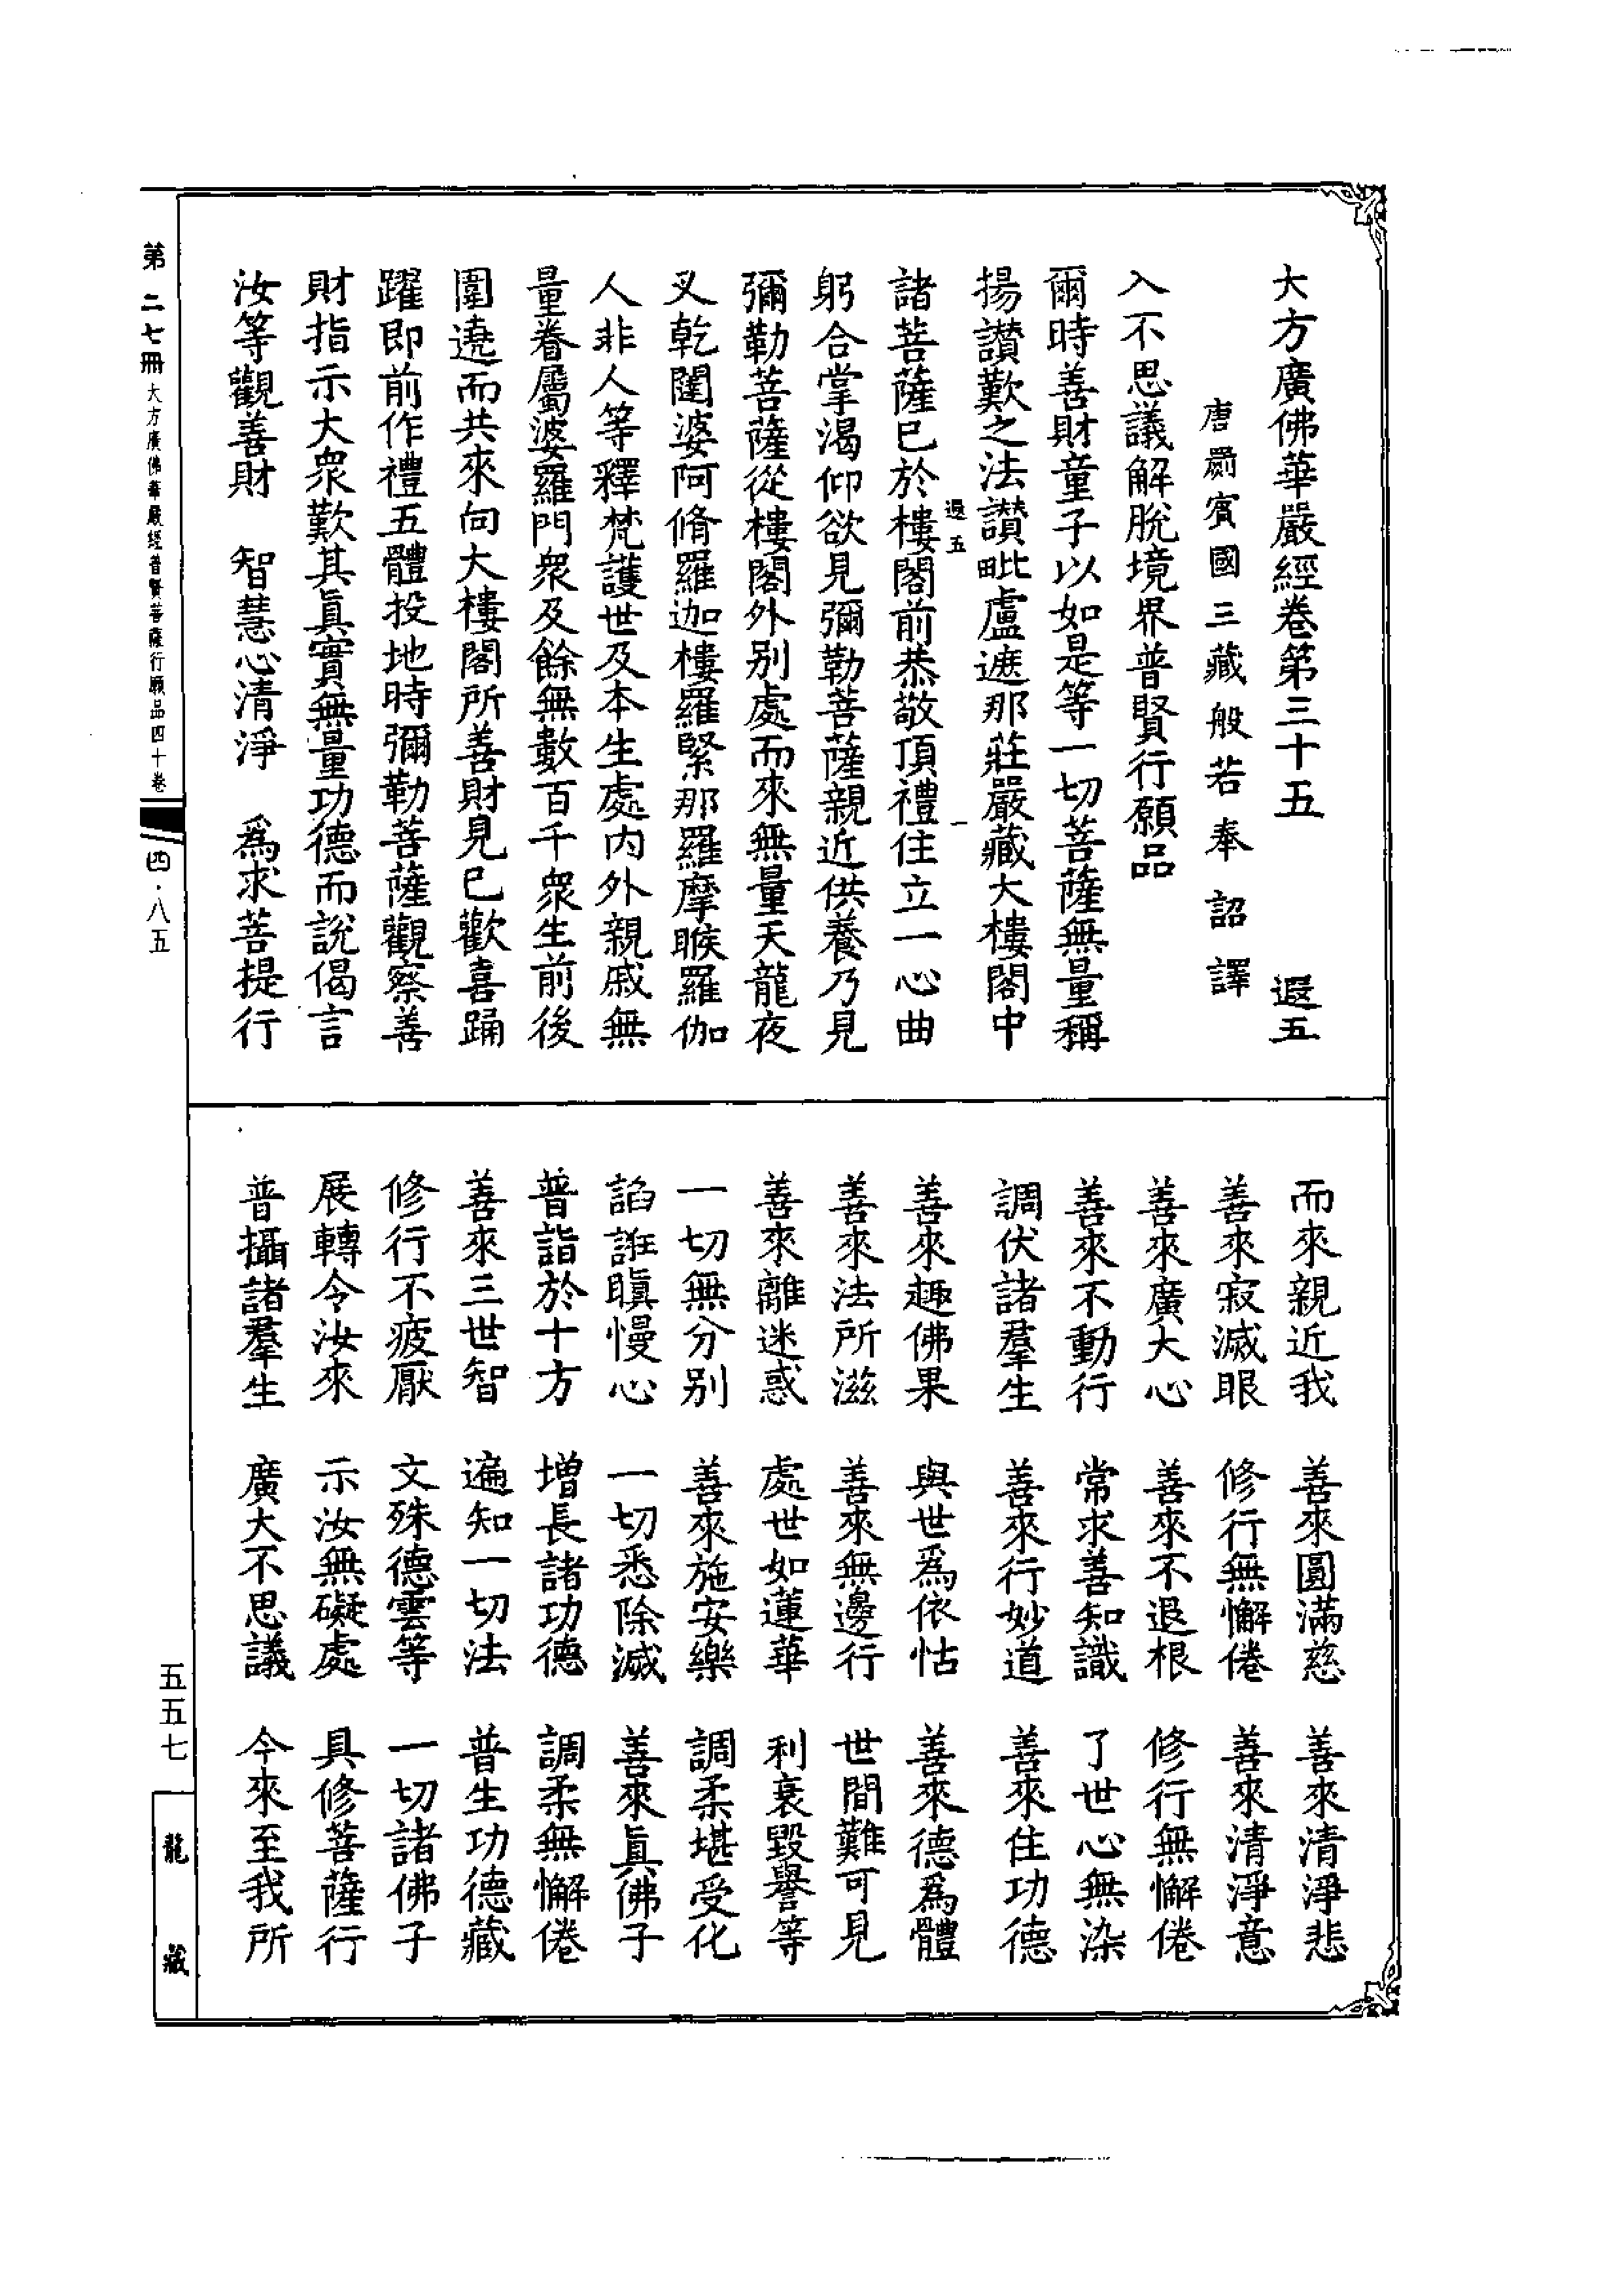 大方廣佛華嚴經卷第三十五 遐五
唐罽賓國三藏般若奉詔譯
入不思議解脫境界普賢行願品
爾時善財童子以如是等一切菩薩無量稱
揚讚歎之法讚毗盧遮那莊嚴藏大樓閣中
遐五 一
諸菩薩已於樓閣前恭敬頂禮住立一心曲
躬合掌渴仰欲見彌勒菩薩親近供養乃見
彌勒菩薩從樓閣外別處而來無量天龍夜
叉乾闥婆阿脩羅迦樓羅緊那羅摩睺羅伽
人非人等釋梵護世及本生處內外親戚無
量眷屬婆羅門眾及餘無數百千眾生前後
圍遶而共來向大樓閣所善財見已歡喜踊
躍即前作禮五體投地時彌勒菩薩觀察善
財指示大眾歎其真實無量功德而說偈言
汝等觀善財 智慧心清淨 為求菩提行
而來親近我 善來圓滿慈 善來清淨悲
善來寂滅眼 修行無懈倦 善來清淨意
善來廣大心 善來不退根 修行無懈倦
善來不動行 常求善知識 了世心無染
調伏諸羣生 善來行妙道 善來住功德
善來趣佛果 與世為依怙 善來德為體
善來法所滋 善來無邊行 世間難可見
善來離迷惑 處世如蓮華 利衰毀譽等
一切無分別 善來施安樂 調柔堪受化
諂誑瞋慢心 一切悉除滅 善來真佛子
普詣於十方 增長諸功德 調柔無懈倦
善來三世智 遍知一切法 普生功德藏
修行不疲厭 文殊德雲等 一切諸佛子
展轉令汝來 示汝無礙處 具修菩薩行
普攝諸羣生 廣大不思議 今來至我所
第二七冊 大方廣佛華嚴經普賢菩薩行願品四十卷 四·八五
五五七
龍藏